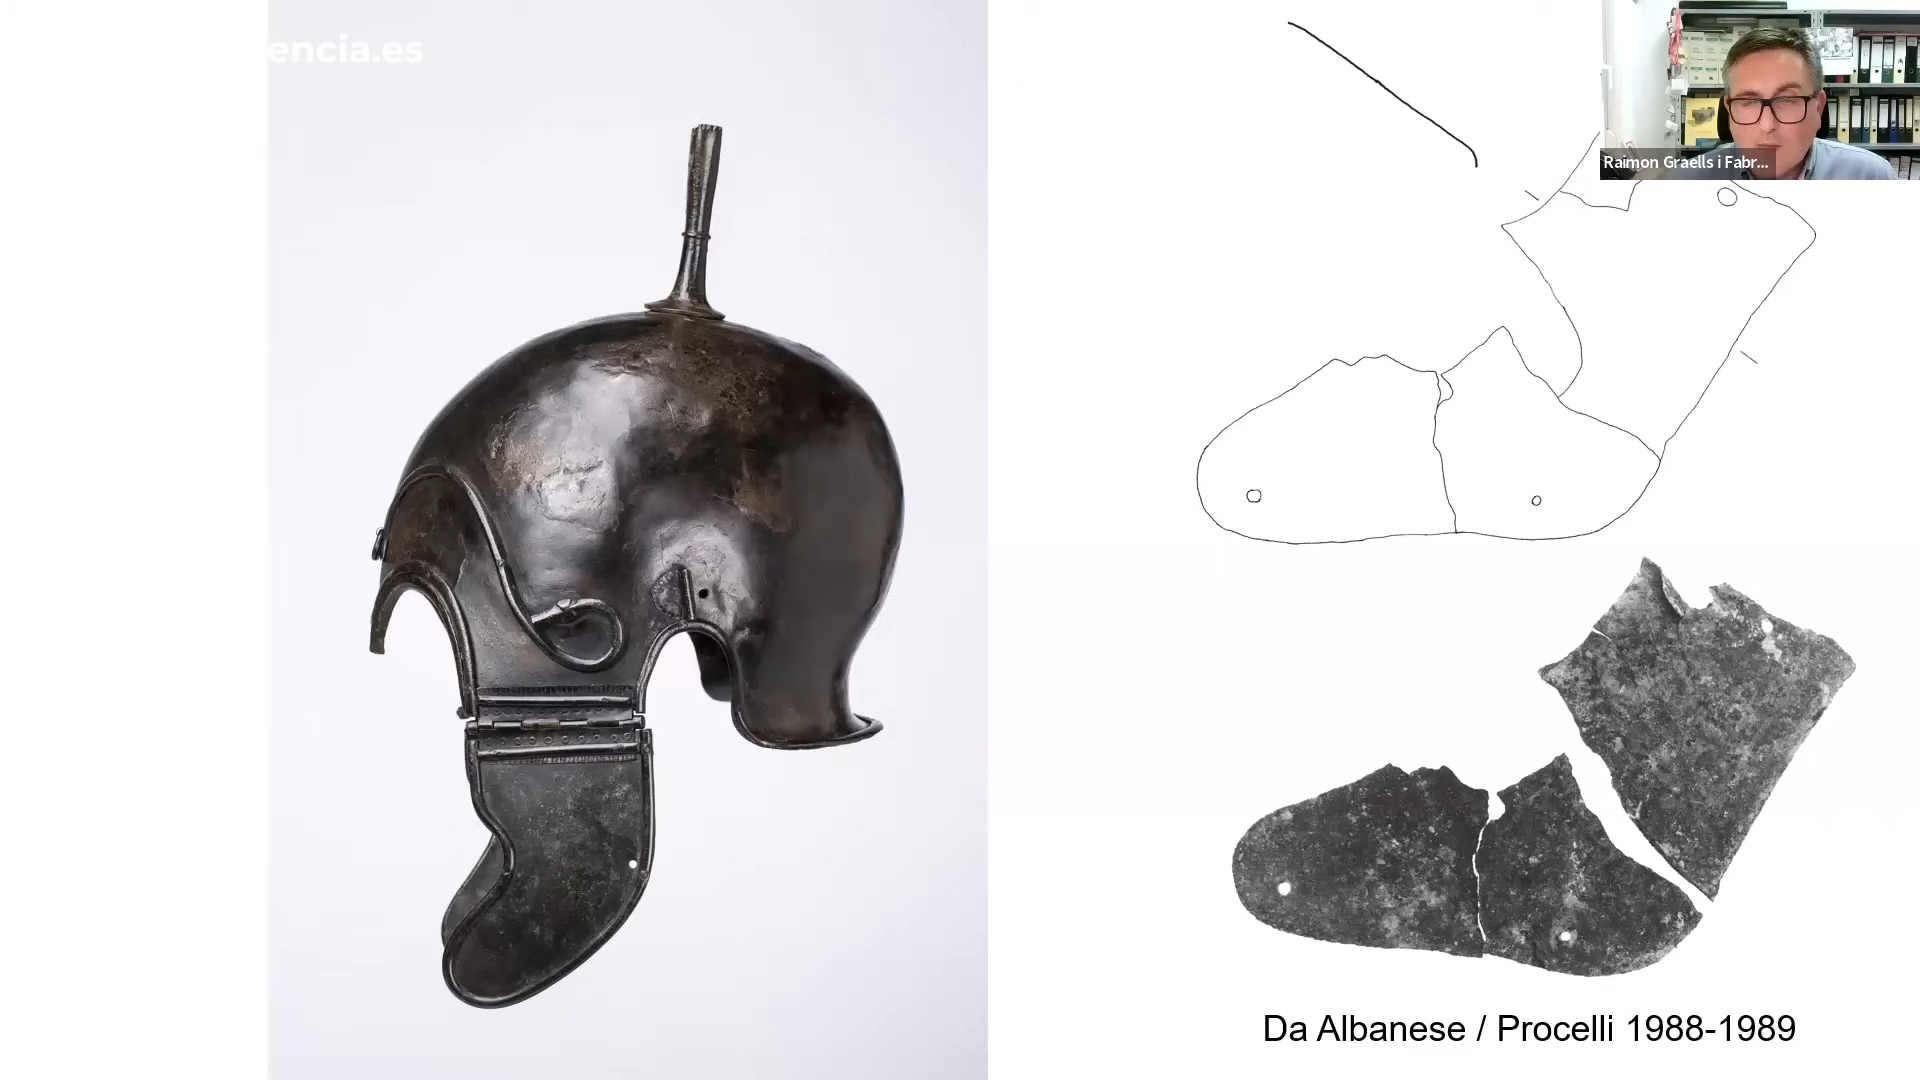 encia.es
Raimon Graells i Fabr...
Da Albanese / Procelli 1988-1989